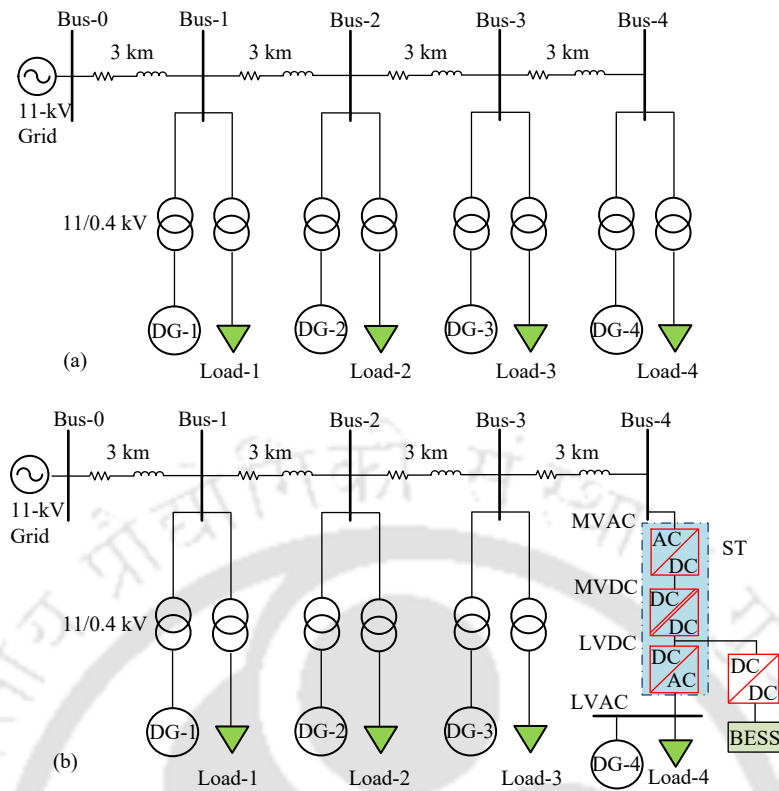 Bus-0 Bus-1 Bus-2 Bus-3 Bus-4
3 km 3 km 3 km 3 km
11-kV
Grid
11/0.4 kV
DG-1 DG-2 DG-3 DG-4
Load-1 Load-2 Load-3 Load-4
(a)
Bus-0 Bus-1 Bus-2 Bus-3 Bus-4
3 km 3 km 3 km 3 km
11-kV
Grid
MVAC
AC
DC
ST
MVDC
DC
DC
11/0.4 kV
LVDC
DC
AC
DC
DC
LVAC
DG-1 DG-2 DG-3
BESS
Load-1 Load-2 Load-3
DG-4 Load-4
(b)